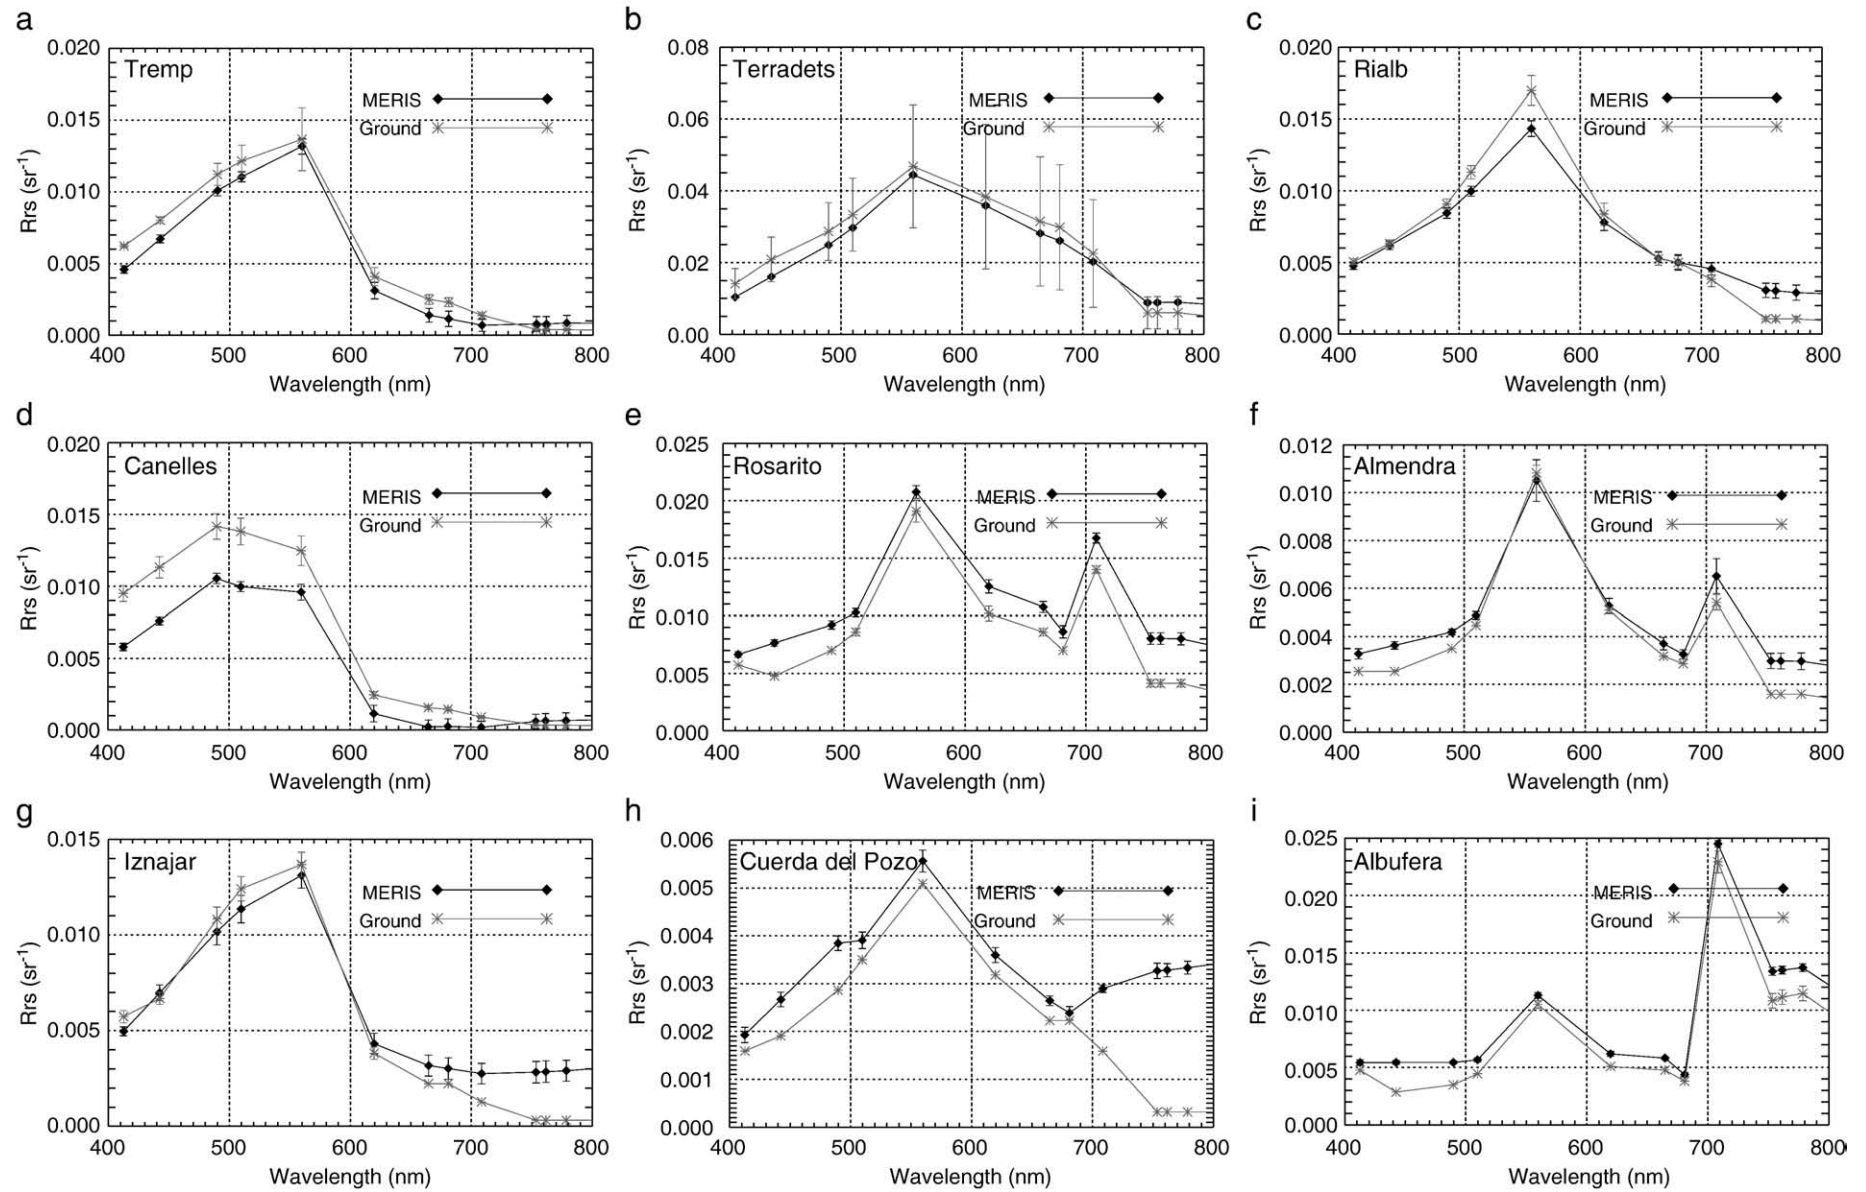 a
Tremp
MERIS
Ground
0.020
0.015
0.010
0.005
0.000
Rrs (sr-1)
400 500 600 700 800
Wavelength (nm)
b
Terradets
MERIS
Ground
0.08
0.06
0.04
0.02
0.00
Rrs (sr-1)
400 500 600 700 800
Wavelength (nm)
c
Rialb
MERIS
Ground
0.020
0.015
0.010
0.005
0.000
Rrs (sr-1)
400 500 600 700 800
Wavelength (nm)
d
Canelles
MERIS
Ground
0.020
0.015
0.010
0.005
0.000
Rrs (sr-1)
400 500 600 700 800
Wavelength (nm)
e
Rosarito
MERIS
Ground
0.025
0.020
0.015
0.010
0.005
0.000
Rrs (sr-1)
400 500 600 700 800
Wavelength (nm)
f
Almendra
MERIS
Ground
0.012
0.010
0.008
0.006
0.004
0.002
0.000
Rrs (sr-1)
400 500 600 700 800
Wavelength (nm)
g
Iznajar
MERIS
Ground
0.015
0.010
0.005
0.000
Rrs (sr-1)
400 500 600 700 800
Wavelength (nm)
h
Cuerda del Pozo
MERIS
Ground
0.006
0.005
0.004
0.003
0.002
0.001
0.000
Rrs (sr-1)
400 500 600 700 800
Wavelength (nm)
i
Albufera
MERIS
Ground
0.025
0.020
0.015
0.010
0.005
0.000
Rrs (sr-1)
400 500 600 700 800
Wavelength (nm)